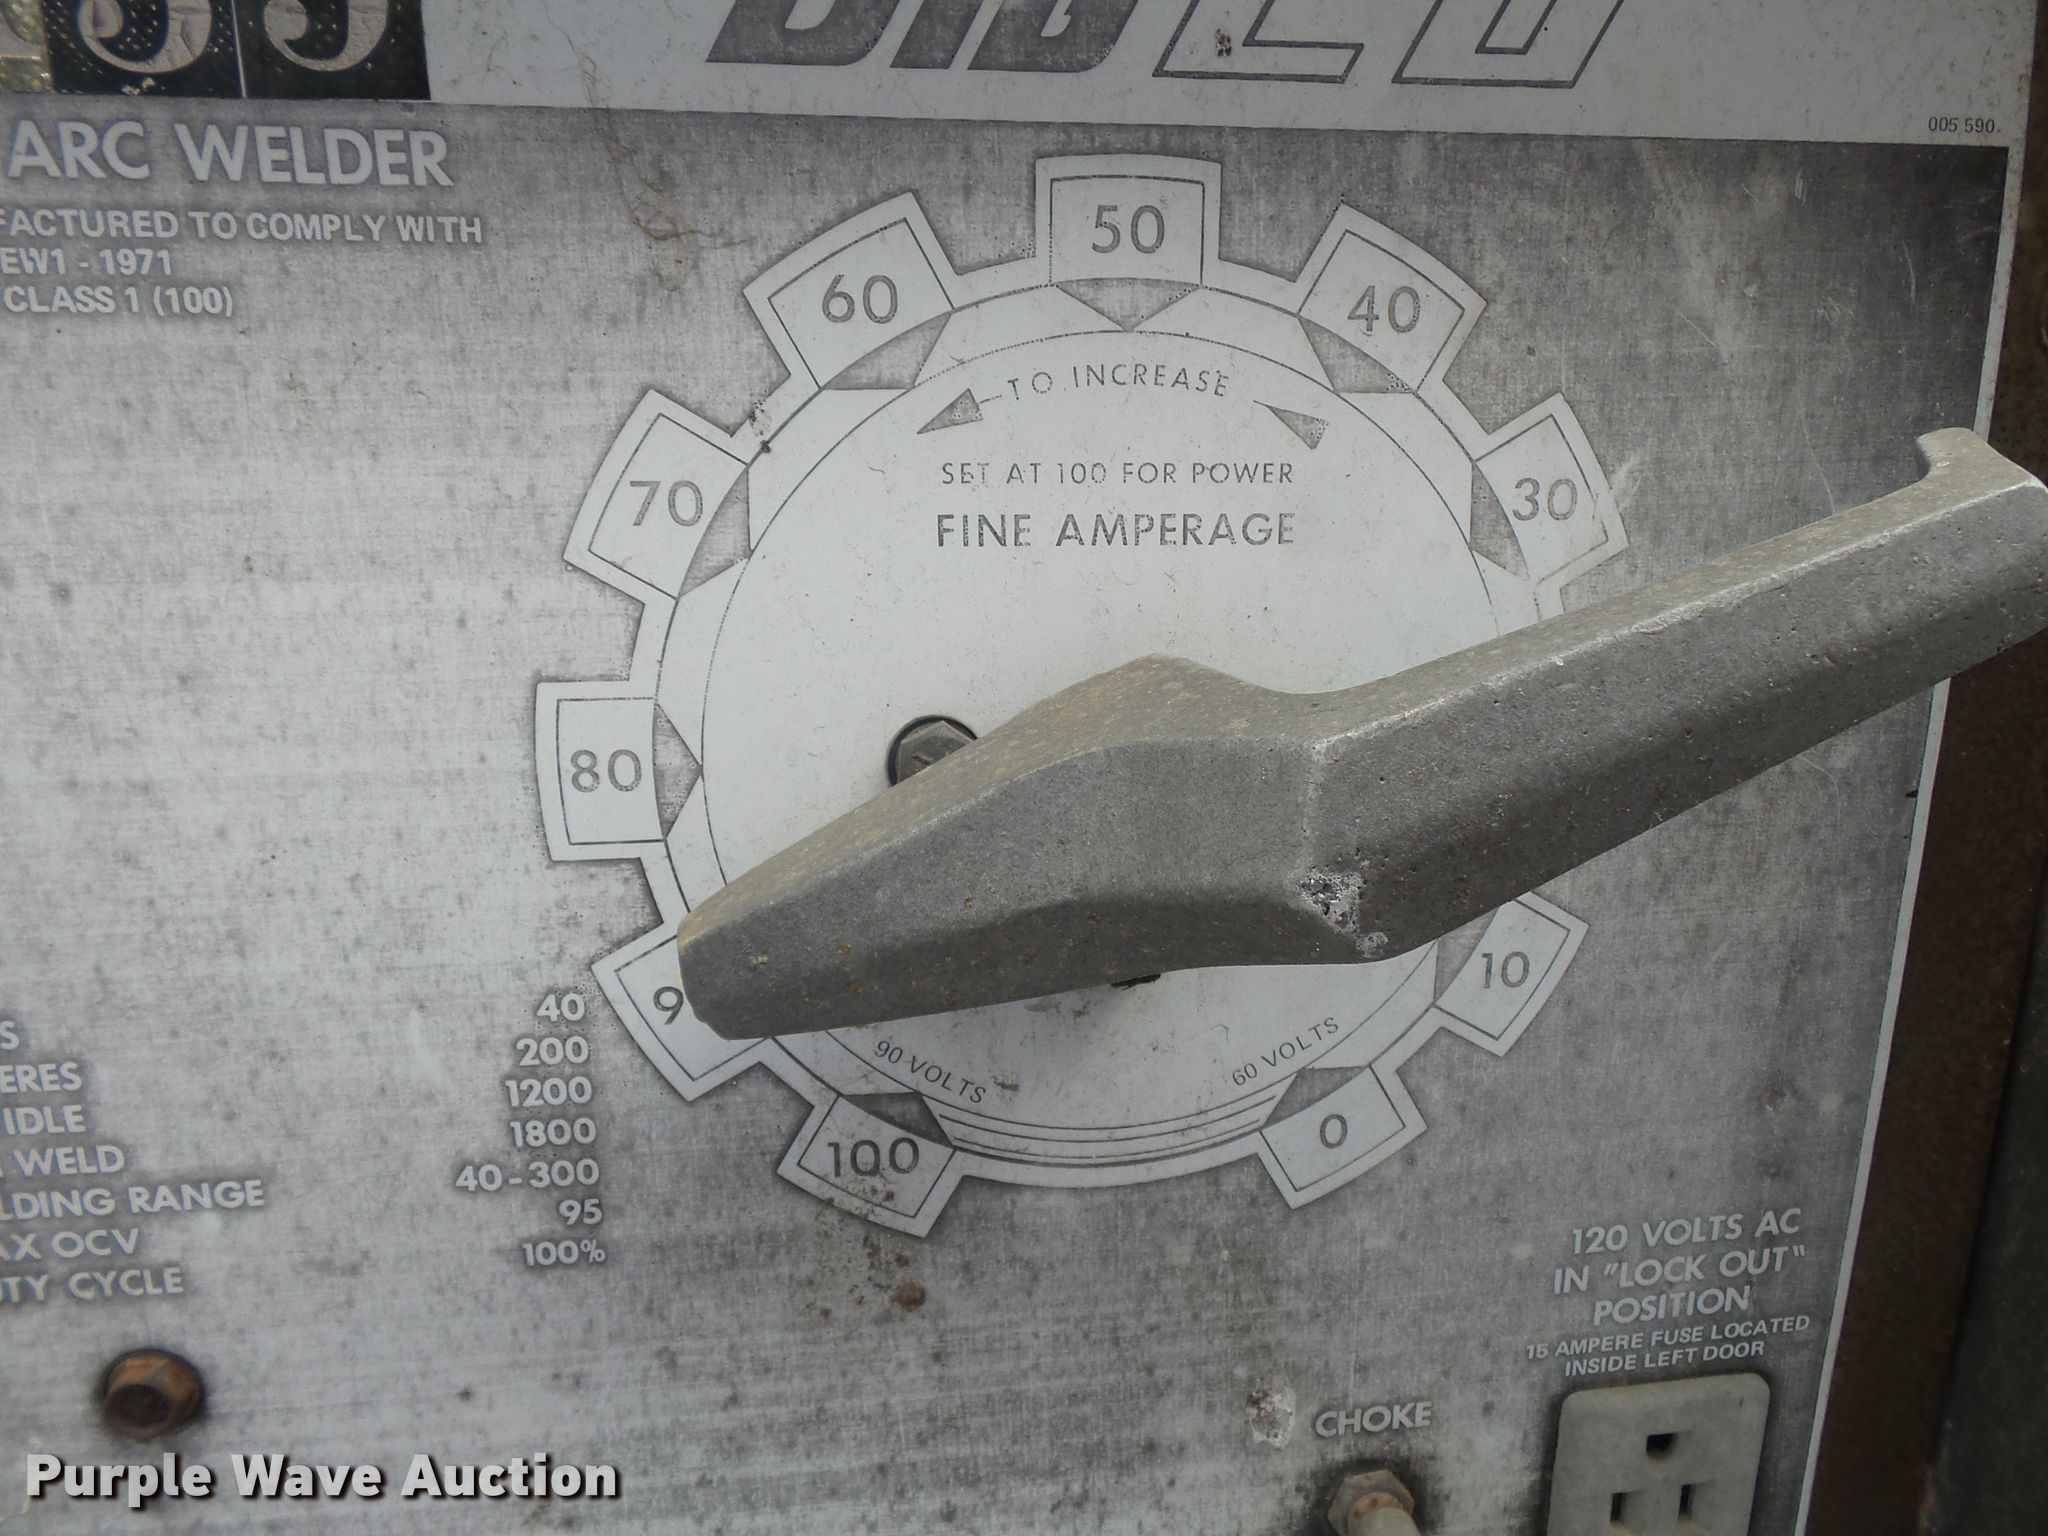 005 590
ARC WELDER
FACTURED TO COMPLY WITH
EW1 - 1971
CLASS 1 (100)
50
60
40
70
30
80
9
10
100
0
TO INCREASE
SET AT 100 FOR POWER
FINE AMPERAGE
90 VOLTS
60 VOLTS
40
S 200
ERES 1200
IDLE 1800
WELD 40-300
LDING RANGE 95
AX OCV 100%
UTY CYCLE
120 VOLTS AC
IN "LOCK OUT"
POSITION
15 AMPERE FUSE LOCATED
INSIDE LEFT DOOR
CHOKE
Purple Wave Auction